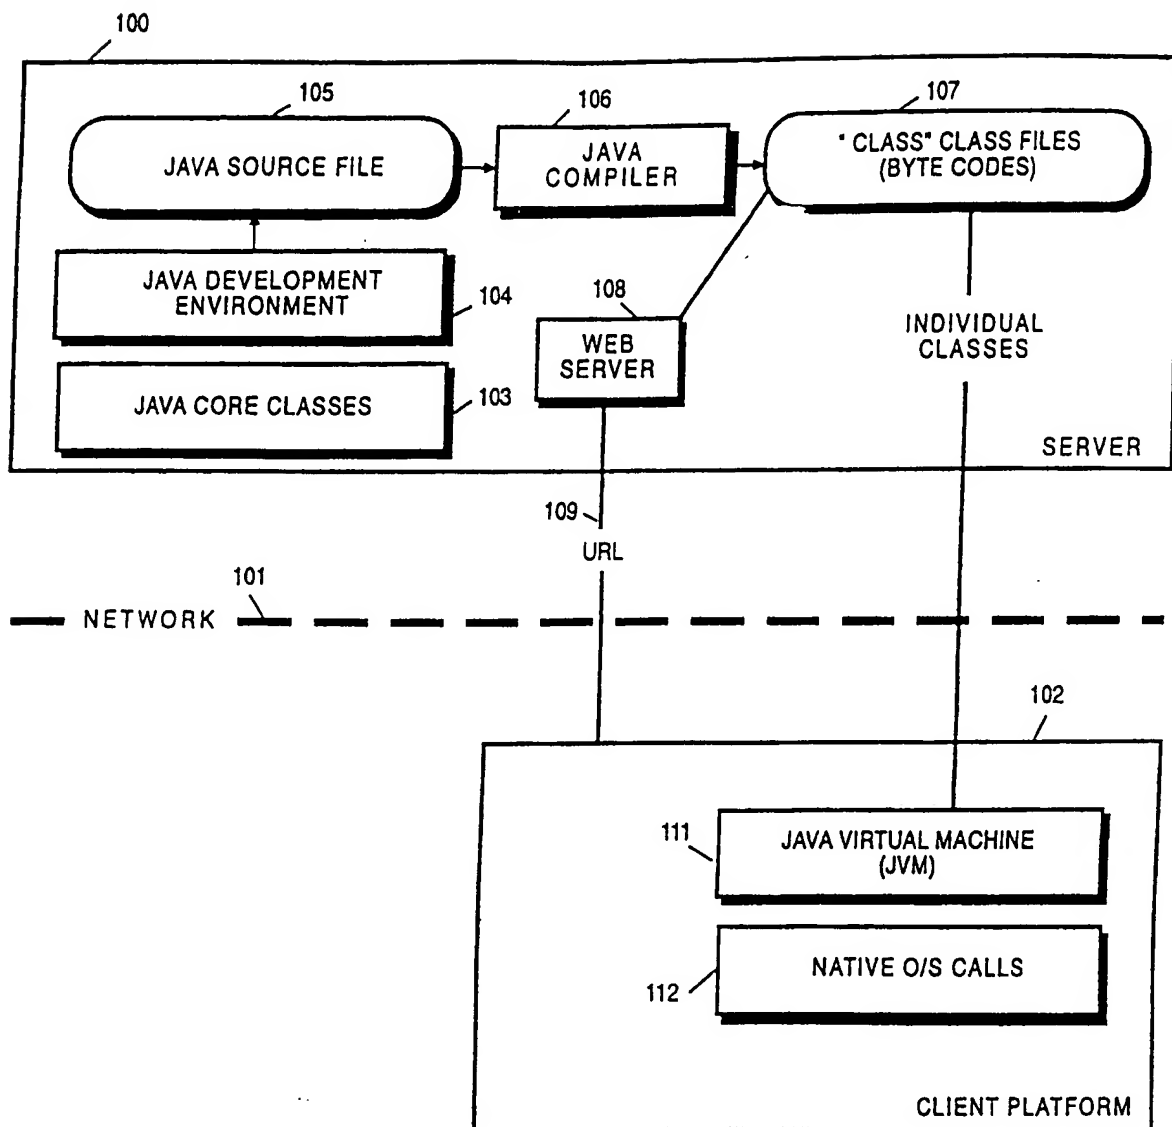 100
105
106
107
JAVA SOURCE FILE
JAVA
COMPILER
" CLASS" CLASS FILES
(BYTE CODES)
JAVA DEVELOPMENT
ENVIRONMENT
104
108
WEB
SERVER
INDIVIDUAL
CLASSES
JAVA CORE CLASSES
103
SERVER
109
URL
101
NETWORK
102
111
JAVA VIRTUAL MACHINE
(JVM)
112
NATIVE O/S CALLS
CLIENT PLATFORM